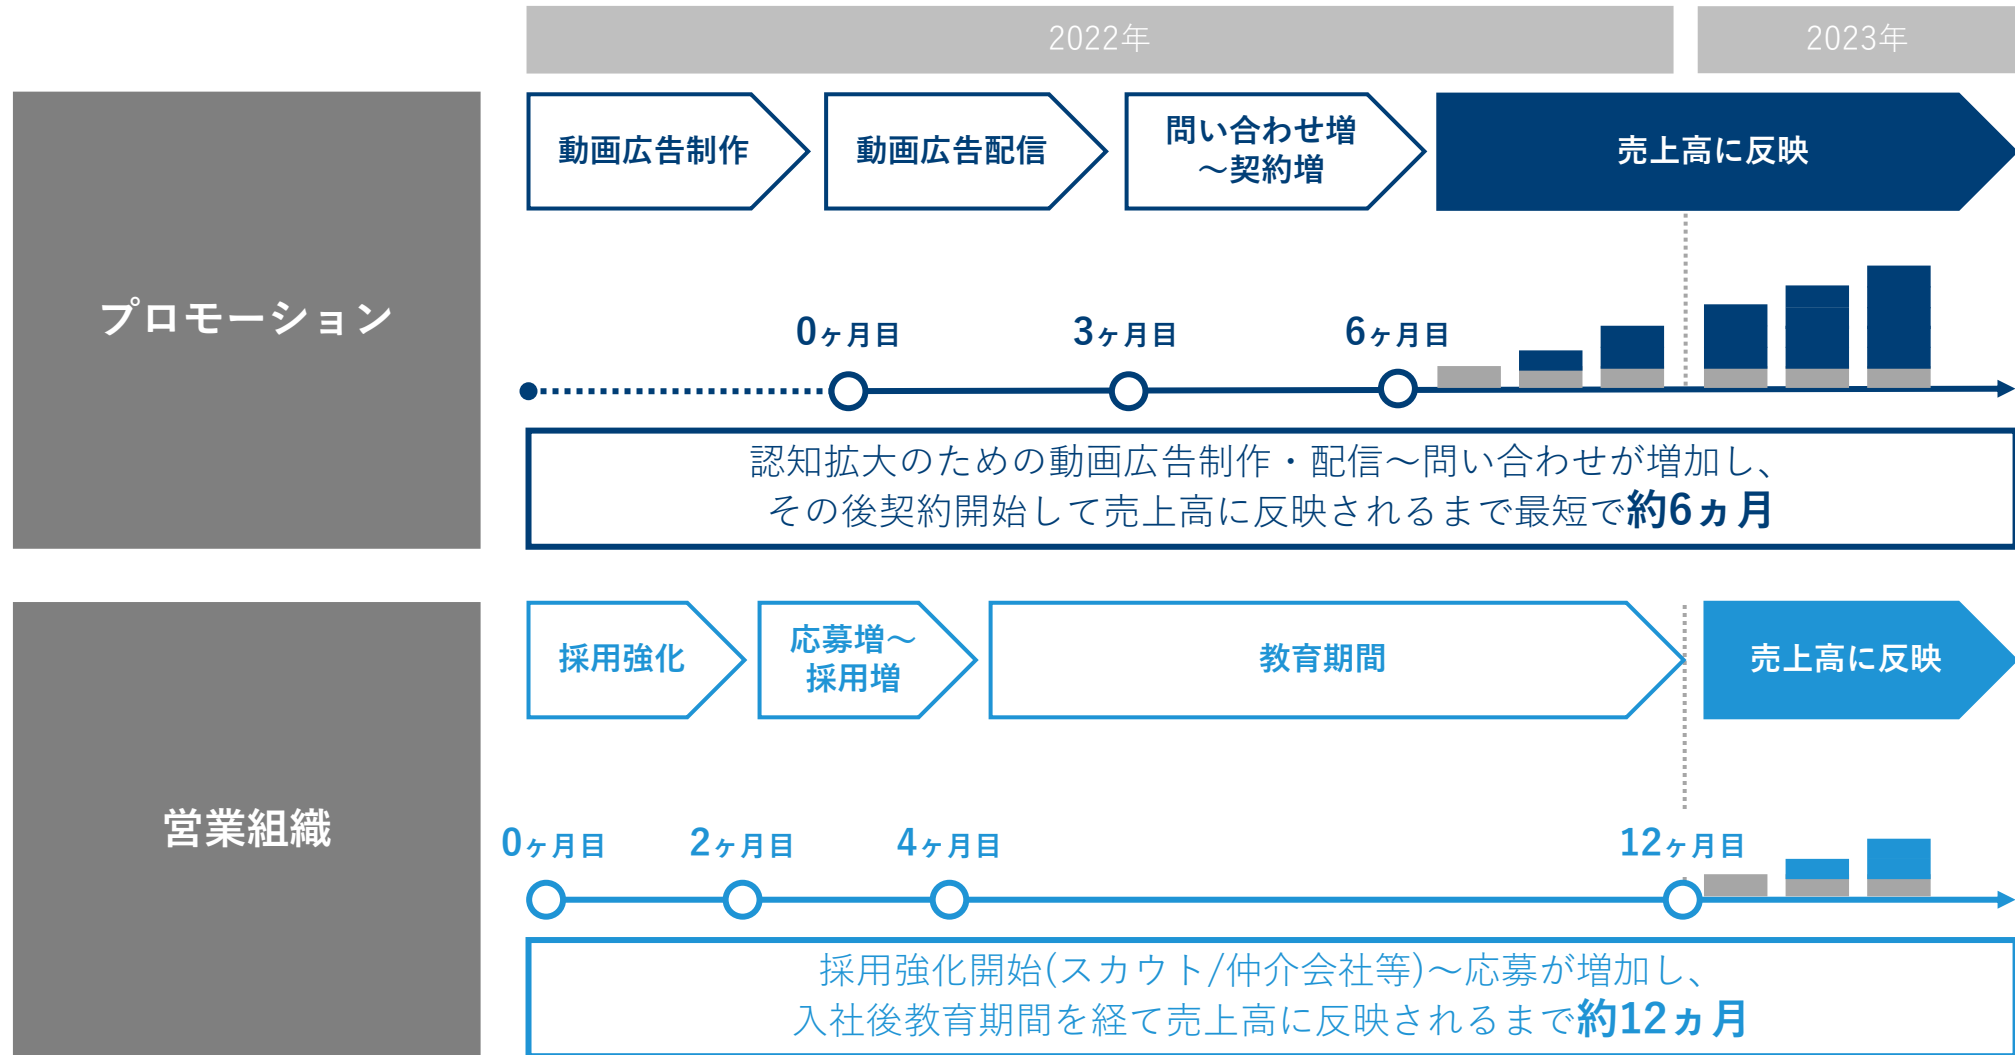 2022年
2023年
プロモーション
動画広告制作
動画広告配信
問い合わせ増
～契約増
売上高に反映
0ヶ月目
3ヶ月目
6ヶ月目
認知拡大のための動画広告制作・配信～問い合わせが増加し、
その後契約開始して売上高に反映されるまで最短で約6ヵ月
営業組織
採用強化
応募増～
採用増
教育期間
売上高に反映
0ヶ月目
2ヶ月目
4ヶ月目
12ヶ月目
採用強化開始(スカウト/仲介会社等)～応募が増加し、
入社後教育期間を経て売上高に反映されるまで約12ヵ月